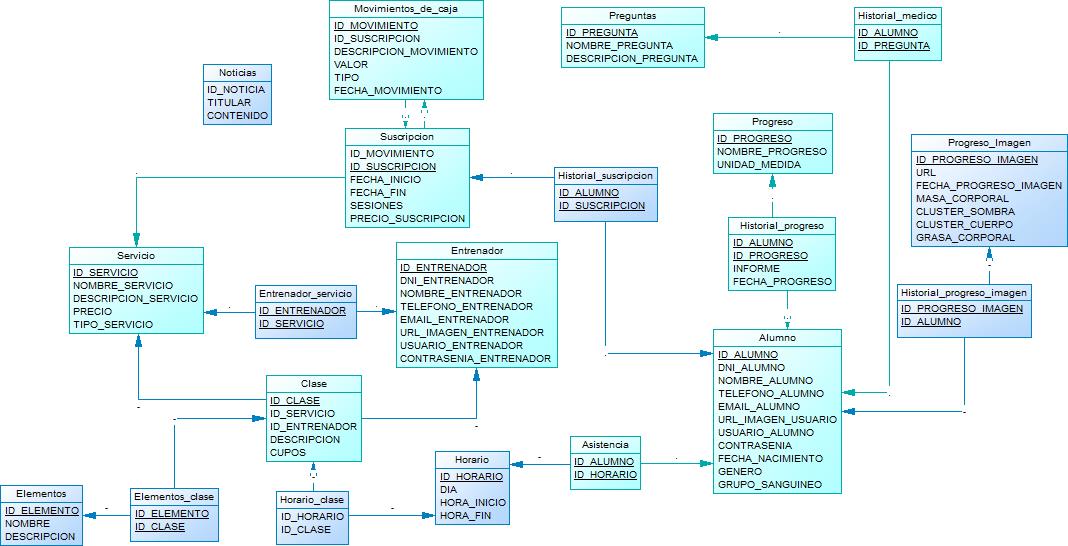 Movimientos_de_caja
ID_MOVIMIENTO
ID_SUSCRIPCION
DESCRIPCION_MOVIMIENTO
VALOR
TIPO
FECHA_MOVIMIENTO
Preguntas
ID_PREGUNTA
NOMBRE_PREGUNTA
DESCRIPCION_PREGUNTA
Historial_medico
ID_ALUMNO
ID_PREGUNTA
Noticias
ID_NOTICIA
TITULAR
CONTENIDO
Suscripcion
ID_MOVIMIENTO
ID_SUSCRIPCION
FECHA_INICIO
FECHA_FIN
SESIONES
PRECIO_SUSCRIPCION
Historial_suscripcion
ID_ALUMNO
ID_SUSCRIPCION
Progreso
ID_PROGRESO
NOMBRE_PROGRESO
UNIDAD_MEDIDA
Progreso_Imagen
ID_PROGRESO_IMAGEN
URL
FECHA_PROGRESO_IMAGEN
MASA_CORPORAL
CLUSTER_SOMBRA
CLUSTER_CUERPO
GRASA_CORPORAL
Historial_progreso
ID_ALUMNO
ID_PROGRESO
INFORME
FECHA_PROGRESO
Servicio
ID_SERVICIO
NOMBRE_SERVICIO
DESCRIPCION_SERVICIO
PRECIO
TIPO_SERVICIO
Entrenador_servicio
ID_ENTRENADOR
ID_SERVICIO
Entrenador
ID_ENTRENADOR
DNI_ENTRENADOR
NOMBRE_ENTRENADOR
TELEFONO_ENTRENADOR
EMAIL_ENTRENADOR
URL_IMAGEN_ENTRENADOR
USUARIO_ENTRENADOR
CONTRASENIA_ENTRENADOR
Historial_progreso_imagen
ID_PROGRESO_IMAGEN
ID_ALUMNO
Alumno
ID_ALUMNO
DNI_ALUMNO
NOMBRE_ALUMNO
TELEFONO_ALUMNO
EMAIL_ALUMNO
URL_IMAGEN_USUARIO
USUARIO_ALUMNO
CONTRASENIA
FECHA_NACIMIENTO
GENERO
GRUPO_SANGUINEO
Clase
ID_CLASE
ID_SERVICIO
ID_ENTRENADOR
DESCRIPCION
CUPOS
Asistencia
ID_ALUMNO
ID_HORARIO
Horario
ID_HORARIO
DIA
HORA_INICIO
HORA_FIN
Elementos
ID_ELEMENTO
NOMBRE
DESCRIPCION
Elementos_clase
ID_ELEMENTO
ID_CLASE
Horario_clase
ID_HORARIO
ID_CLASE